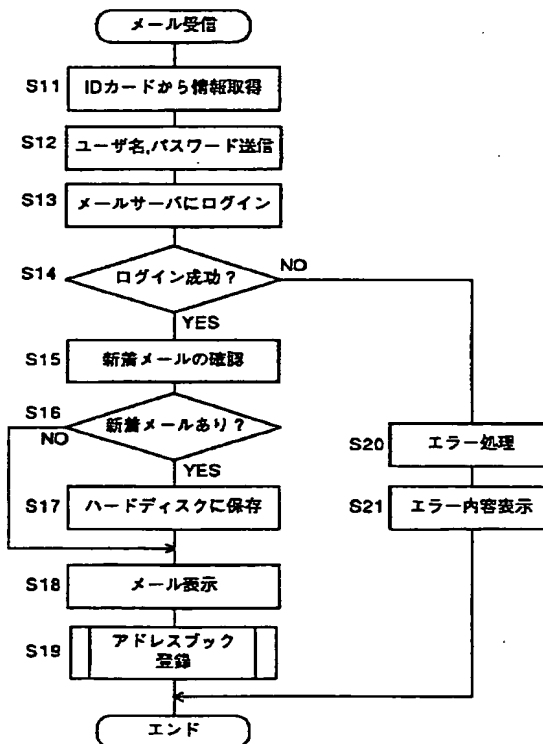 メール受信
S11
IDカードから情報取得
S12
ユーザ名,パスワード送信
S13
メールサーバにログイン
S14
ログイン成功?
NO
YES
S15
新着メールの確認
S16
新着メールあり?
NO
YES
S17
ハードディスクに保存
S18
メール表示
S19
アドレスブック
登録
S20
エラー処理
S21
エラー内容表示
エンド